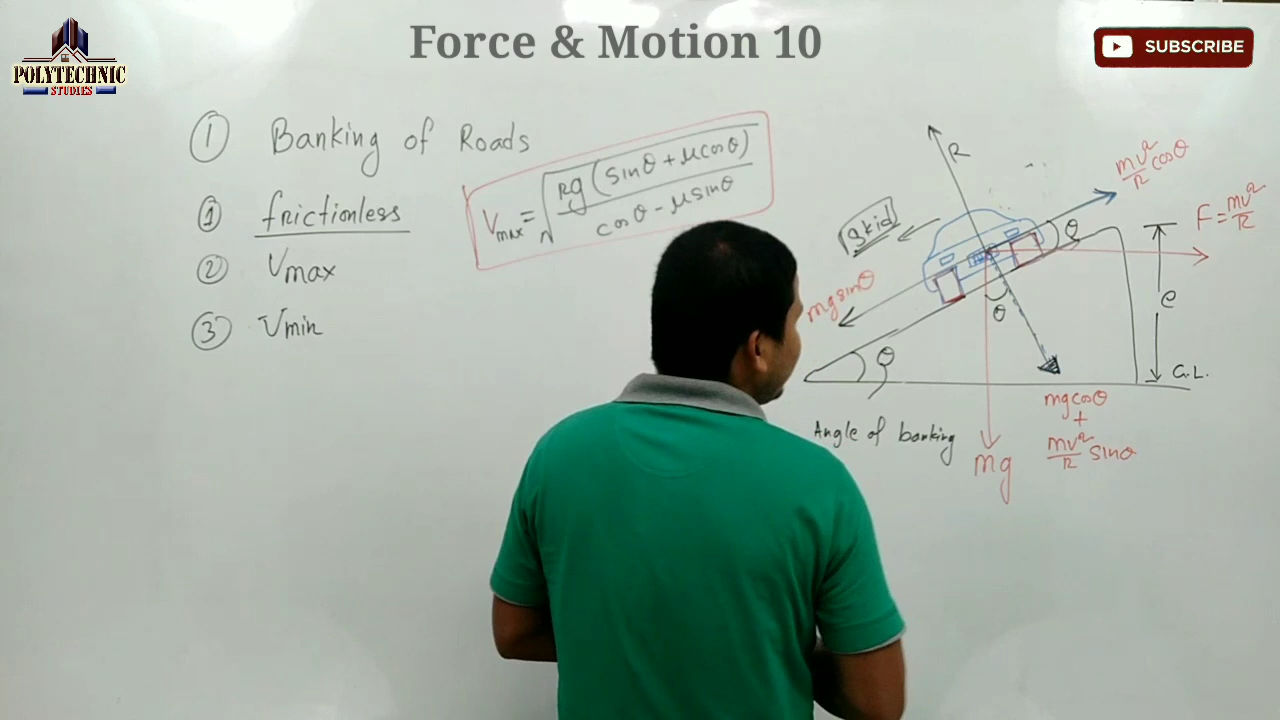 Force & Motion 10
SUBSCRIBE
POLYTECHNIC
STUDIES
① Banking of Roads
① frictionless
② Vmax
③ Vmin
Vmax = √(Rg (sinθ + μcosθ) / cosθ - μsinθ)
R
mv²/R cosθ
F = mv²/R
skid
θ
mg sinθ
θ
e
θ
G.L.
Angle of banking
mg
mg cosθ
+
mv²/R sinθ